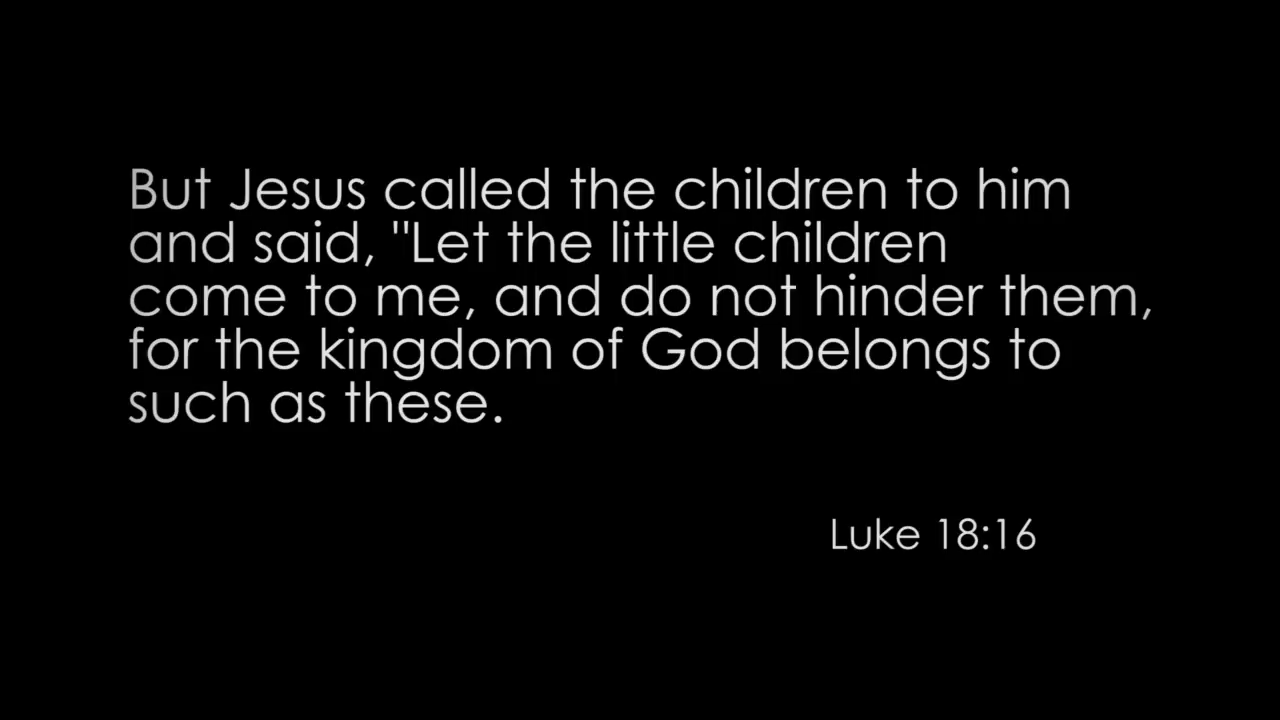 But Jesus called the children to him
and said, "Let the little children
come to me, and do not hinder them,
for the kingdom of God belongs to
such as these.
Luke 18:16